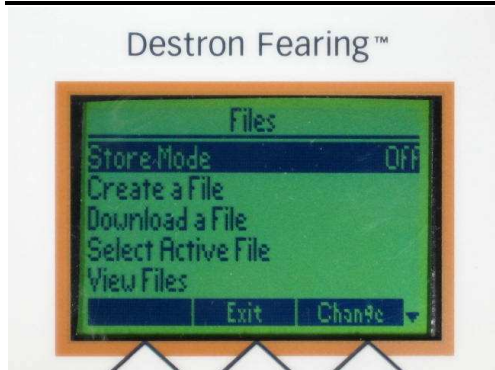 Destron Fearing™
Files
Store Mode OFF
Create a File
Download a File
Select Active File
View Files
Exit Change